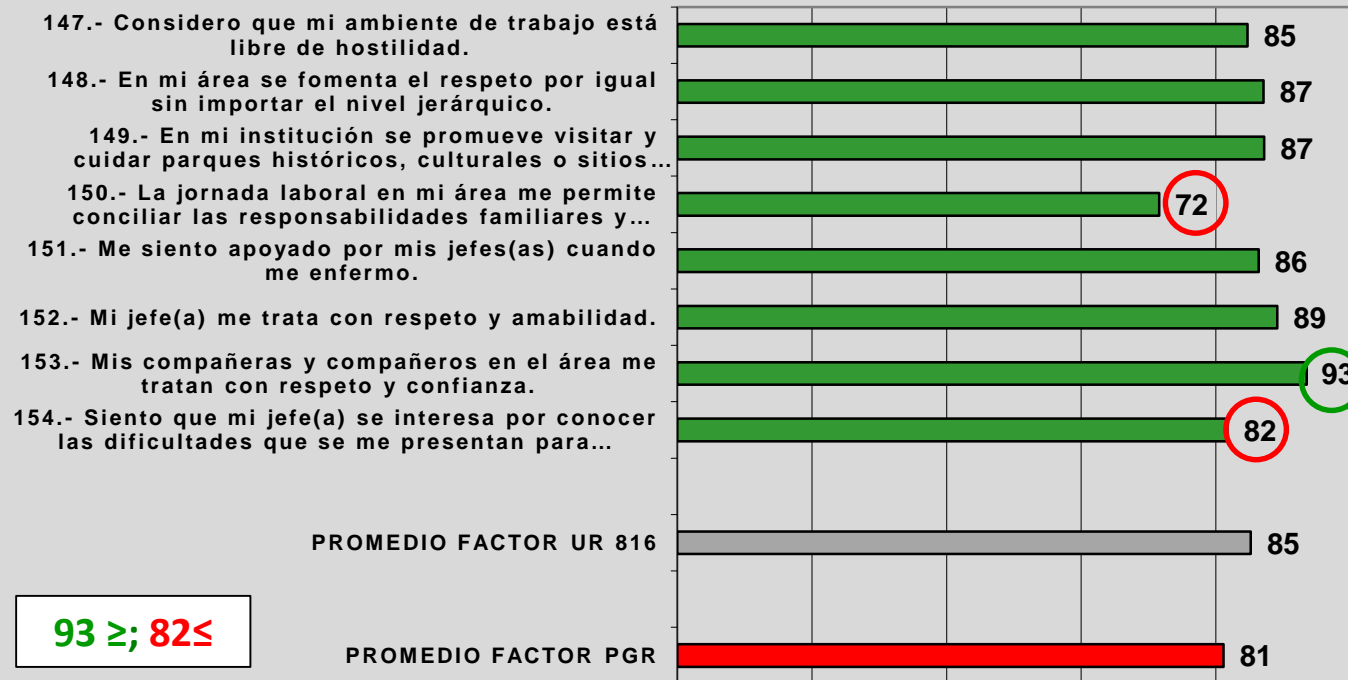 147.- Considero que mi ambiente de trabajo está
libre de hostilidad.
85
148.- En mi área se fomenta el respeto por igual
sin importar el nivel jerárquico.
87
149.- En mi institución se promueve visitar y
cuidar parques históricos, culturales o sitios...
87
150.- La jornada laboral en mi área me permite
conciliar las responsabilidades familiares y...
72
151.- Me siento apoyado por mis jefes(as) cuando
me enfermo.
86
152.- Mi jefe(a) me trata con respeto y amabilidad.
89
153.- Mis compañeras y compañeros en el área me
tratan con respeto y confianza.
93
154.- Siento que mi jefe(a) se interesa por conocer
las dificultades que se me presentan para...
82
PROMEDIO FACTOR UR 816
85
93 ≥; 82≤
PROMEDIO FACTOR PGR
81